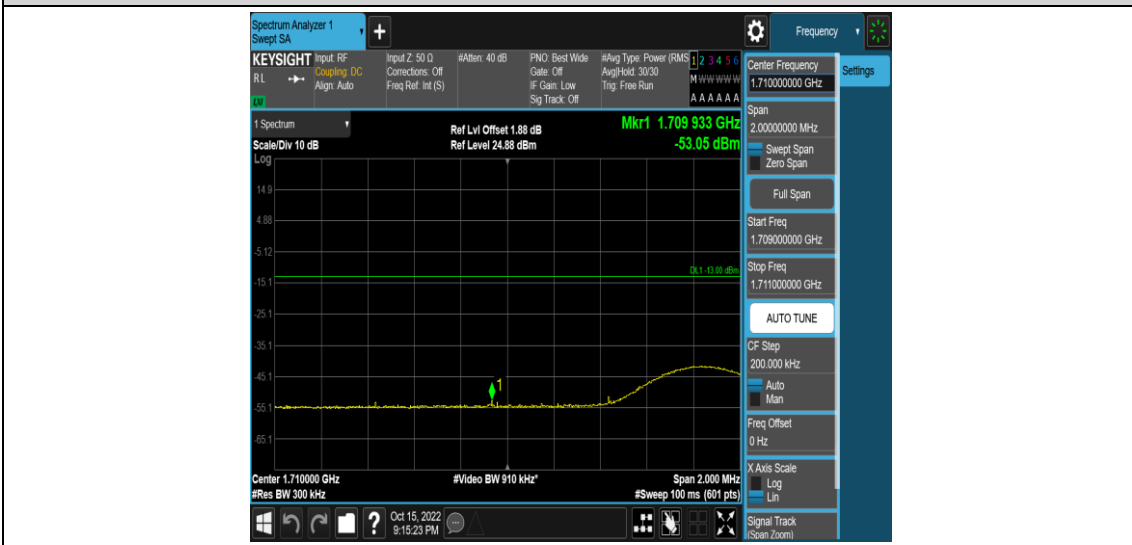 Spectrum Analyzer 1
Swept SA
+
Frequency
KEYSIGHT
RL
LV
Input: RF
Coupling: DC
Align: Auto
Input Z: 50 Ω
Corrections: Off
Freq Ref: Int (S)
#Atten: 40 dB
PNO: Best Wide
Gate: Off
IF Gain: Low
Sig Track: Off
#Avg Type: Power (RMS
Avg|Hold: 30/30
Trig: Free Run
1 2 3 4 5 6
M W W W W W
A A A A A A
1 Spectrum
Scale/Div 10 dB
Log
Ref Lvl Offset 1.88 dB
Ref Level 24.88 dBm
Mkr1 1.709 933 GHz
-53.05 dBm
14.9
4.88
-5.12
-15.1
-25.1
-35.1
-45.1
-55.1
-65.1
DL1 -13.00 dBm
1
Center 1.710000 GHz
#Res BW 300 kHz
#Video BW 910 kHz*
Span 2.000 MHz
#Sweep 100 ms (601 pts)
Center Frequency
1.710000000 GHz
Settings
Span
2.00000000 MHz
Swept Span
Zero Span
Full Span
Start Freq
1.709000000 GHz
Stop Freq
1.711000000 GHz
AUTO TUNE
CF Step
200.000 kHz
Auto
Man
Freq Offset
0 Hz
X Axis Scale
Log
Lin
Signal Track
(Span Zoom)
?
Oct 15, 2022
9:15:23 PM